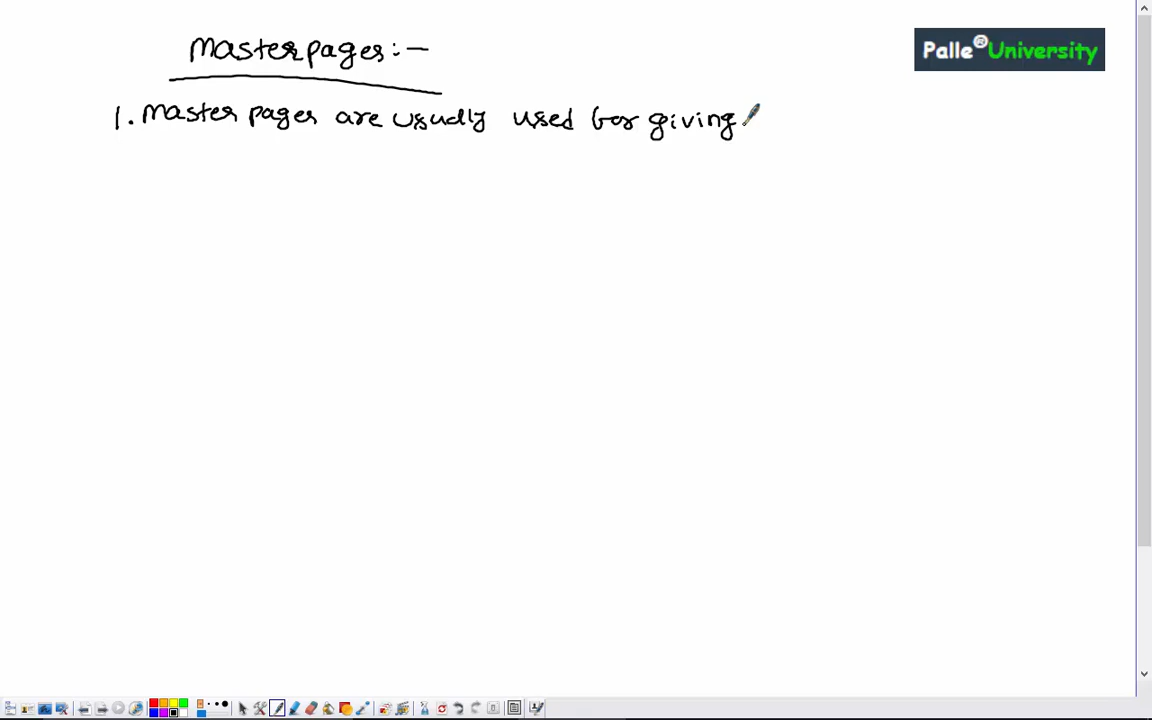 Masterpages:-
Palle®University
1. Master pages are usually used for giving